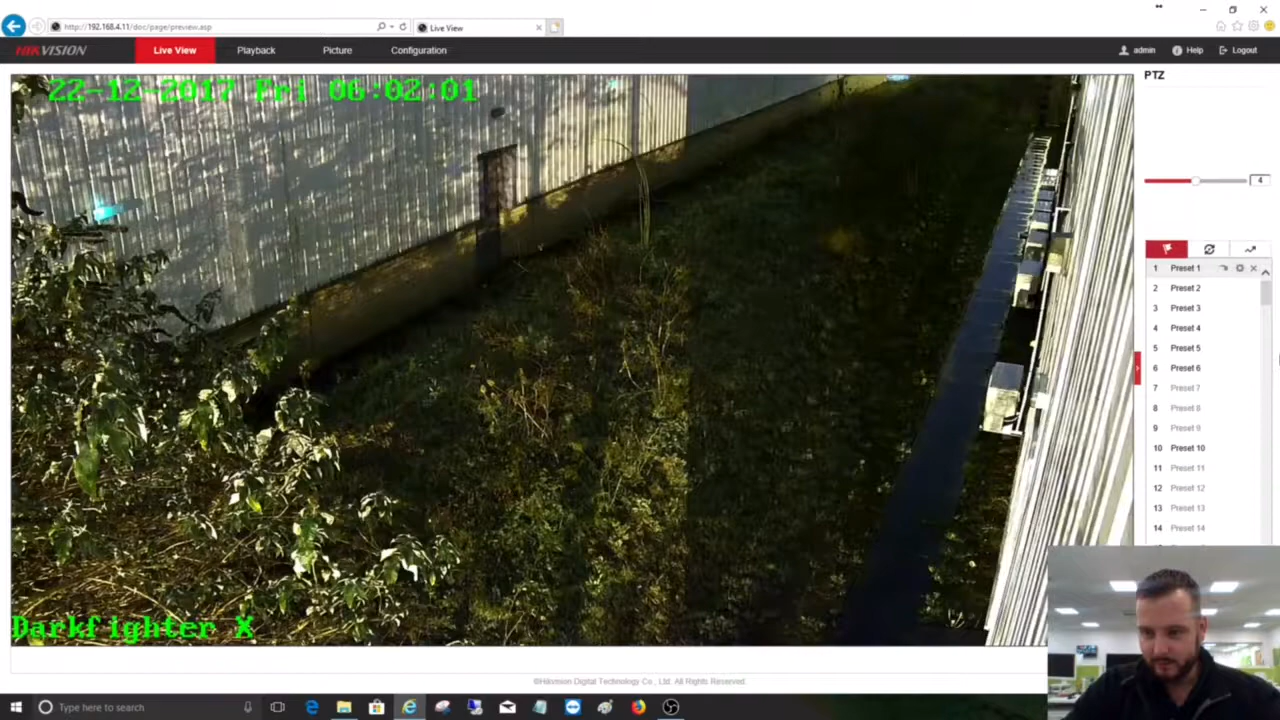 http://192.168.4.11/doc/page/preview.asp
Live View
HIKVISION
Live View
Playback
Picture
Configuration
admin
Help
Logout
22-12-2017 Fri 06:02:01
PTZ
4
1 Preset 1
2 Preset 2
3 Preset 3
4 Preset 4
5 Preset 5
6 Preset 6
7 Preset 7
8 Preset 8
9 Preset 9
10 Preset 10
11 Preset 11
12 Preset 12
13 Preset 13
14 Preset 14
Darkfighter X
©Hikvision Digital Technology Co., Ltd. All Rights Reserved.
Type here to search